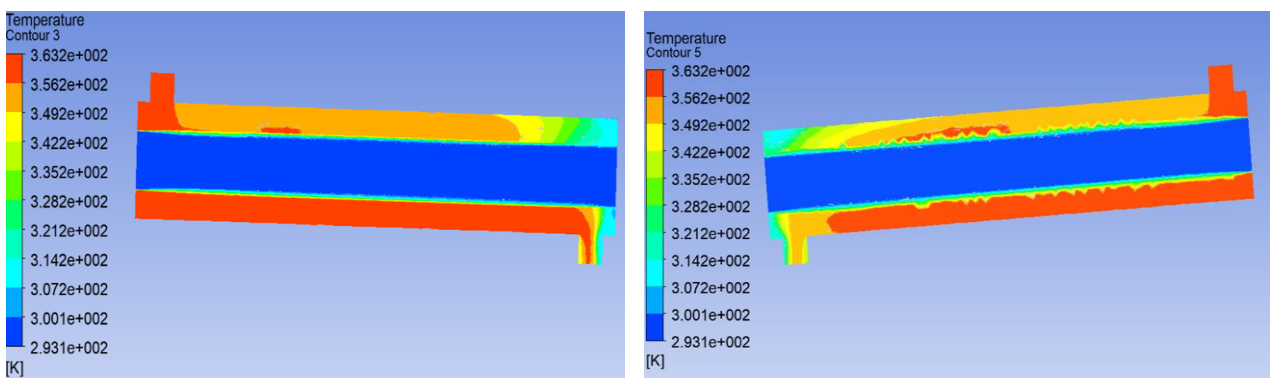 Temperature
Contour 3
3.632e+002
3.562e+002
3.492e+002
3.422e+002
3.352e+002
3.282e+002
3.212e+002
3.142e+002
3.072e+002
3.001e+002
2.931e+002
[K]
Temperature
Contour 5
3.632e+002
3.562e+002
3.492e+002
3.422e+002
3.352e+002
3.282e+002
3.212e+002
3.142e+002
3.072e+002
3.001e+002
2.931e+002
[K]